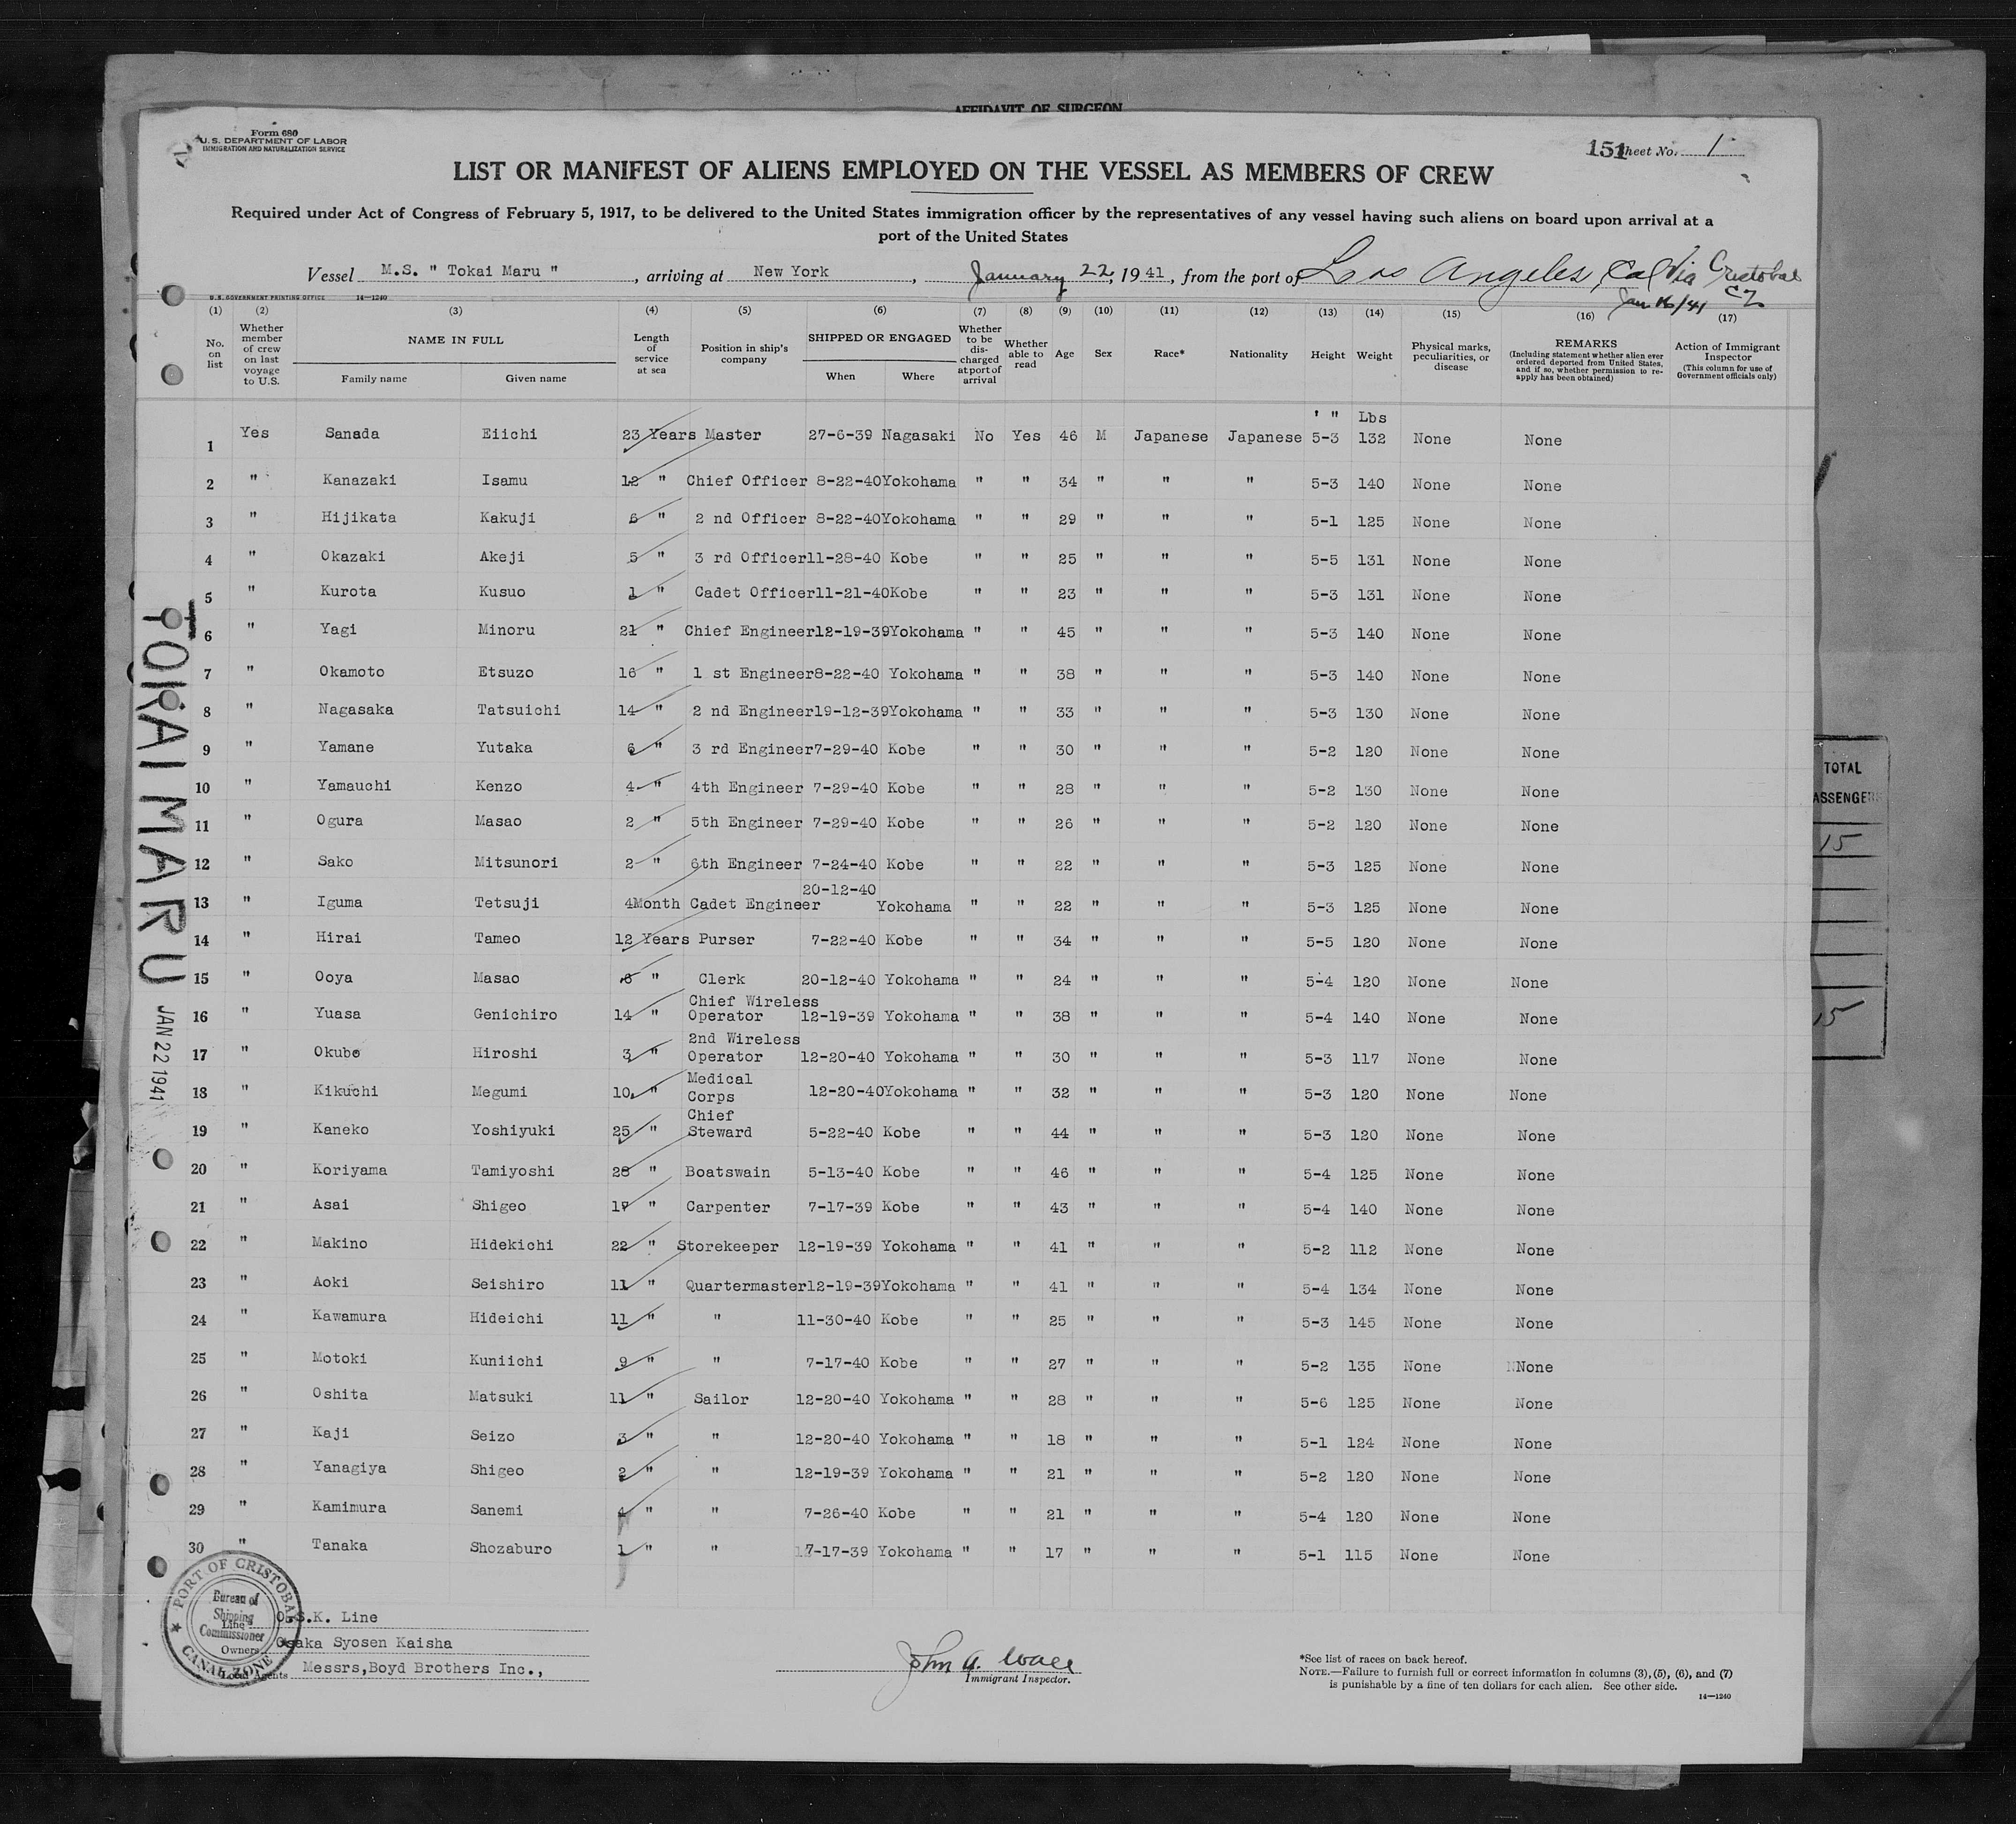 AFFIDAVIT OF SURGEON
Form 680
U.S. DEPARTMENT OF LABOR
IMMIGRATION AND NATURALIZATION SERVICE
151 Sheet No. 1
LIST OR MANIFEST OF ALIENS EMPLOYED ON THE VESSEL AS MEMBERS OF CREW
Required under Act of Congress of February 5, 1917, to be delivered to the United States immigration officer by the representatives of any vessel having such aliens on board upon arrival at a
port of the United States
Vessel M.S. " Tokai Maru " , arriving at New York , January 22, 1941, from the port of Los Angeles, Cal Via Cristobal
Jan 16/41 CZ
U.S. GOVERNMENT PRINTING OFFICE 14-1240
(1) (2) (3) (4) (5) (6) (7) (8) (9) (10) (11) (12) (13) (14) (15) (16) (17)
No. on list Whether member of crew on last voyage to U.S. NAME IN FULL Family name Given name Length of service at sea Position in ship's company SHIPPED OR ENGAGED When Where Whether to be discharged at port of arrival Whether able to read Age Sex Race* Nationality Height Weight Physical marks, peculiarities, or disease REMARKS (Including statement whether alien ever ordered deported from United States, and if so, whether permission to reapply has been obtained) Action of Immigrant Inspector (This column for use of Government officials only)
' " Lbs
1 Yes Sanada Eiichi 23 Years Master 27-6-39 Nagasaki No Yes 46 M Japanese Japanese 5-3 132 None None
2 " Kanazaki Isamu 12 " Chief Officer 8-22-40 Yokohama " " 34 " " " 5-3 140 None None
3 " Hijikata Kakuji 6 " 2 nd Officer 8-22-40 Yokohama " " 29 " " " 5-1 125 None None
4 " Okazaki Akeji 5 " 3 rd Officer 11-28-40 Kobe " " 25 " " " 5-5 131 None None
5 " Kurota Kusuo 1 " Cadet Officer 11-21-40 Kobe " " 23 " " " 5-3 131 None None
6 " Yagi Minoru 21 " Chief Engineer 12-19-39 Yokohama " " 45 " " " 5-3 140 None None
7 " Okamoto Etsuzo 16 " 1 st Engineer 8-22-40 Yokohama " " 38 " " " 5-3 140 None None
8 " Nagasaka Tatsuichi 14 " 2 nd Engineer 19-12-39 Yokohama " " 33 " " " 5-3 130 None None
9 " Yamane Yutaka 6 " 3 rd Engineer 7-29-40 Kobe " " 30 " " " 5-2 120 None None
10 " Yamauchi Kenzo 4 " 4th Engineer 7-29-40 Kobe " " 28 " " " 5-2 130 None None
11 " Ogura Masao 2 " 5th Engineer 7-29-40 Kobe " " 26 " " " 5-2 120 None None
12 " Sako Mitsunori 2 " 6th Engineer 7-24-40 Kobe " " 22 " " " 5-3 125 None None
13 " Iguma Tetsuji 4Month Cadet Engineer 20-12-40 Yokohama " " 22 " " " 5-3 125 None None
14 " Hirai Tameo 12 Years Purser 7-22-40 Kobe " " 34 " " " 5-5 120 None None
15 " Ooya Masao 6 " Clerk 20-12-40 Yokohama " " 24 " " " 5-4 120 None None
16 " Yuasa Genichiro 14 " Chief Wireless Operator 12-19-39 Yokohama " " 38 " " " 5-4 140 None None
17 " Okubo Hiroshi 3 " 2nd Wireless Operator 12-20-40 Yokohama " " 30 " " " 5-3 117 None None
18 " Kikuchi Megumi 10 " Medical Corps 12-20-40 Yokohama " " 32 " " " 5-3 120 None None
19 " Kaneko Yoshiyuki 25 " Chief Steward 5-22-40 Kobe " " 44 " " " 5-3 120 None None
20 " Koriyama Tamiyoshi 28 " Boatswain 5-13-40 Kobe " " 46 " " " 5-4 125 None None
21 " Asai Shigeo 17 " Carpenter 7-17-39 Kobe " " 43 " " " 5-4 140 None None
22 " Makino Hidekichi 22 " Storekeeper 12-19-39 Yokohama " " 41 " " " 5-2 112 None None
23 " Aoki Seishiro 11 " Quartermaster 12-19-39 Yokohama " " 41 " " " 5-4 134 None None
24 " Kawamura Hideichi 11 " " 11-30-40 Kobe " " 25 " " " 5-3 145 None None
25 " Motoki Kuniichi 9 " " 7-17-40 Kobe " " 27 " " " 5-2 135 None NNone
26 " Oshita Matsuki 11 " Sailor 12-20-40 Yokohama " " 28 " " " 5-6 125 None None
27 " Kaji Seizo 3 " " 12-20-40 Yokohama " " 18 " " " 5-1 124 None None
28 " Yanagiya Shigeo 2 " " 12-19-39 Yokohama " " 21 " " " 5-2 120 None None
29 " Kamimura Sanemi 4 " " 7-26-40 Kobe " " 21 " " " 5-4 120 None None
30 " Tanaka Shozaburo 1 " " 7-17-39 Yokohama " " 17 " " " 5-1 115 None None
TOKAI MARU
JAN 22 1941
TOTAL
PASSENGERS
15
15
PORT OF CRISTOBAL
Bureau of
Shipping
Commissioner
CANAL ZONE
Line O.S.K. Line
Owners Osaka Syosen Kaisha
Local Agents Messrs,Boyd Brothers Inc.,
Immigrant Inspector.
*See list of races on back hereof.
NOTE.—Failure to furnish full or correct information in columns (3), (5), (6), and (7)
is punishable by a fine of ten dollars for each alien. See other side.
14-1240